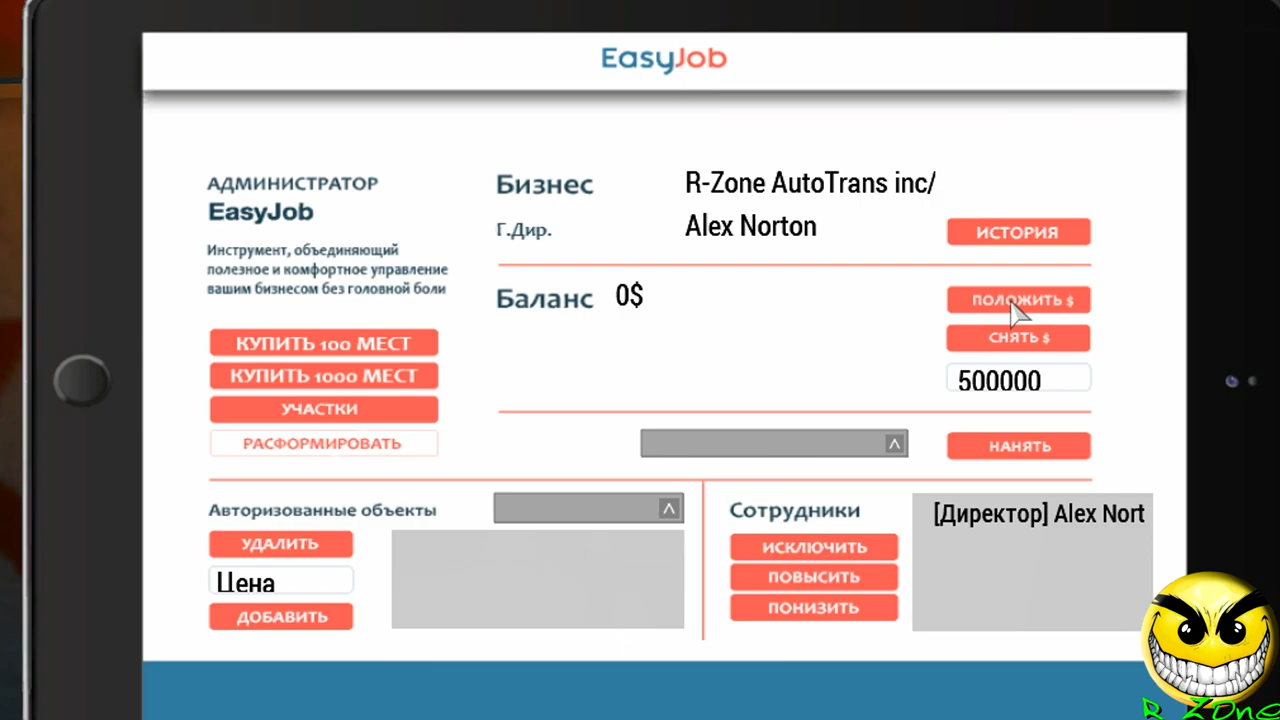 EasyJob
АДМИНИСТРАТОР
EasyJob
Инструмент, объединяющий
полезное и комфортное управление
вашим бизнесом без головной боли
КУПИТЬ 100 МЕСТ
КУПИТЬ 1000 МЕСТ
УЧАСТКИ
РАСФОРМИРОВАТЬ
Бизнес R-Zone AutoTrans inc/
Г.Дир. Alex Norton
ИСТОРИЯ
Баланс 0$
ПОЛОЖИТЬ $
СНЯТЬ $
500000
НАНЯТЬ
Авторизованные объекты
УДАЛИТЬ
Цена
ДОБАВИТЬ
Сотрудники
ИСКЛЮЧИТЬ
ПОВЫСИТЬ
ПОНИЗИТЬ
[Директор] Alex Nort
R_ZOne